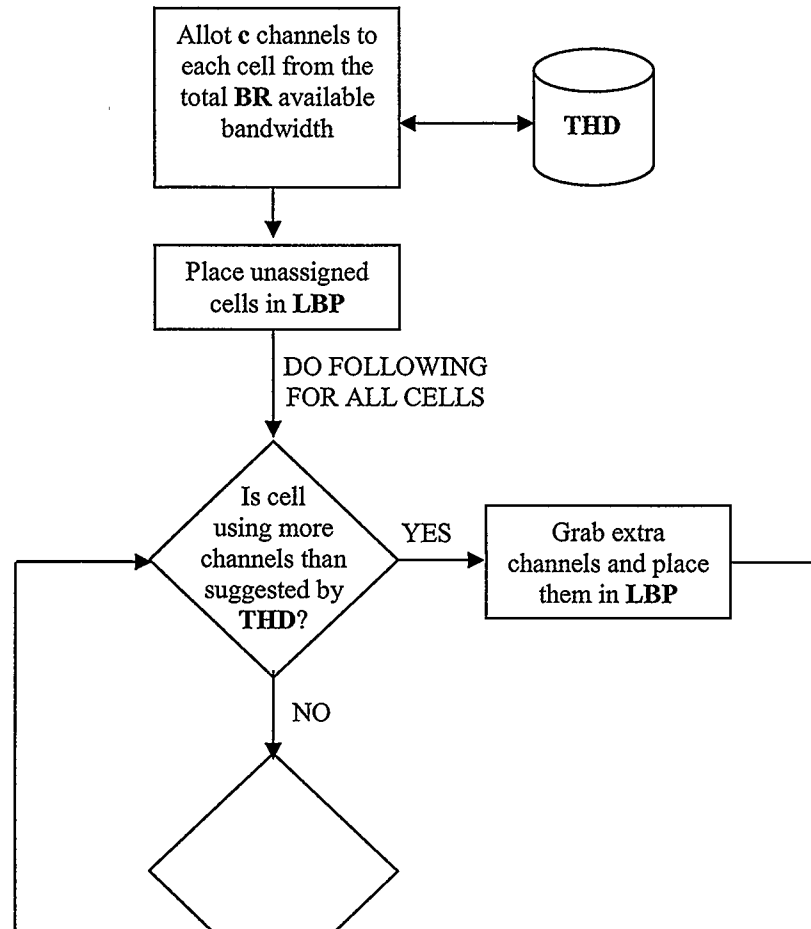 Allot c channels to
each cell from the
total BR available
bandwidth
THD
Place unassigned
cells in LBP
DO FOLLOWING
FOR ALL CELLS
Is cell
using more
channels than
suggested by
THD?
YES
Grab extra
channels and place
them in LBP
NO